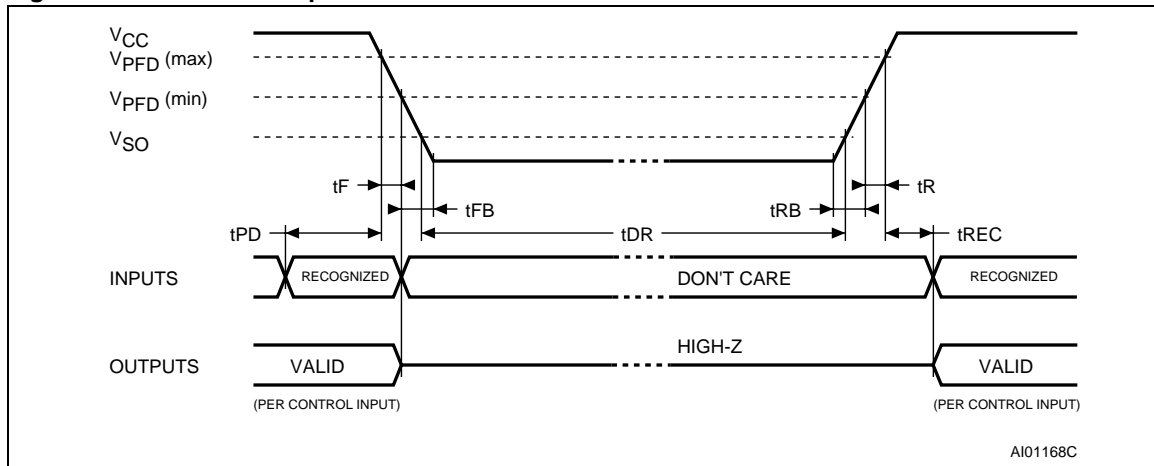 VCC
VPFD (max)
VPFD (min)
VSO
tF
tR
tFB
tRB
tPD
tDR
tREC
INPUTS
RECOGNIZED
DON'T CARE
RECOGNIZED
HIGH-Z
OUTPUTS
VALID
VALID
(PER CONTROL INPUT)
(PER CONTROL INPUT)
AI01168C